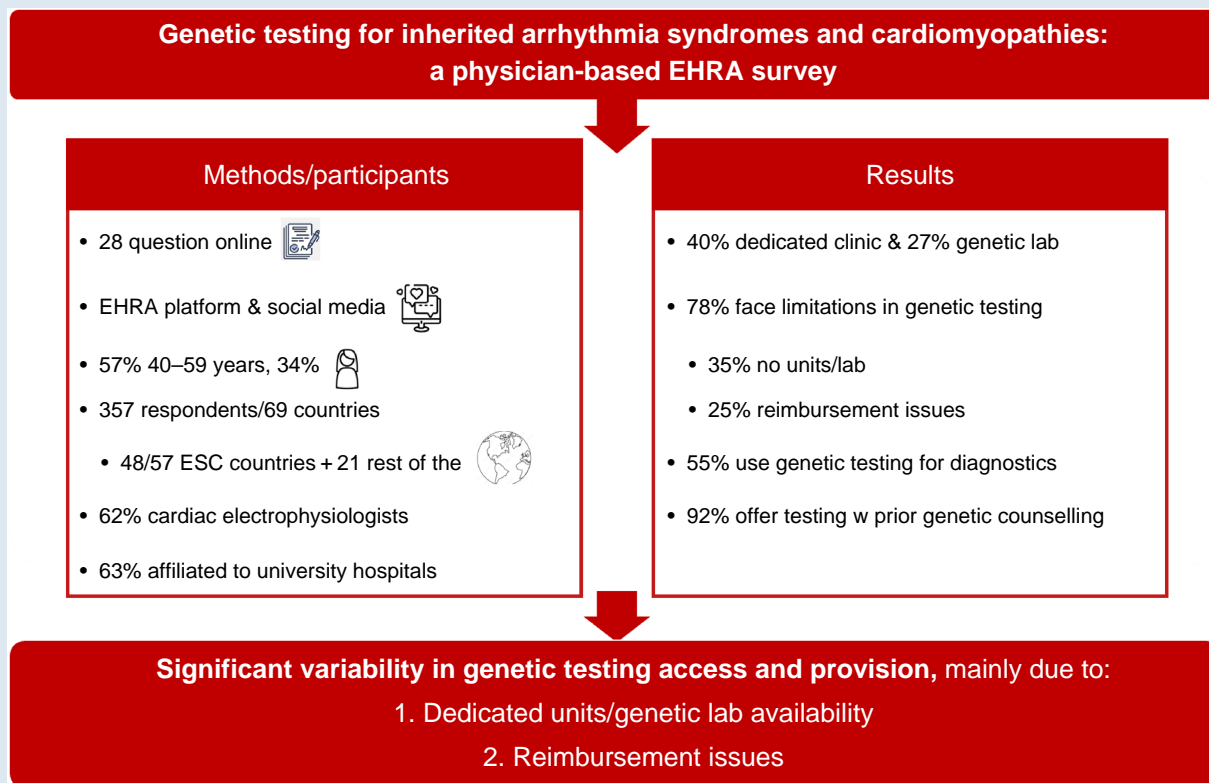 Genetic testing for inherited arrhythmia syndromes and cardiomyopathies:
a physician-based EHRA survey
Methods/participants
• 28 question online
• EHRA platform & social media
• 57% 40–59 years, 34%
• 357 respondents/69 countries
• 48/57 ESC countries + 21 rest of the
• 62% cardiac electrophysiologists
• 63% affiliated to university hospitals
Results
• 40% dedicated clinic & 27% genetic lab
• 78% face limitations in genetic testing
• 35% no units/lab
• 25% reimbursement issues
• 55% use genetic testing for diagnostics
• 92% offer testing w prior genetic counselling
Significant variability in genetic testing access and provision, mainly due to:
1. Dedicated units/genetic lab availability
2. Reimbursement issues